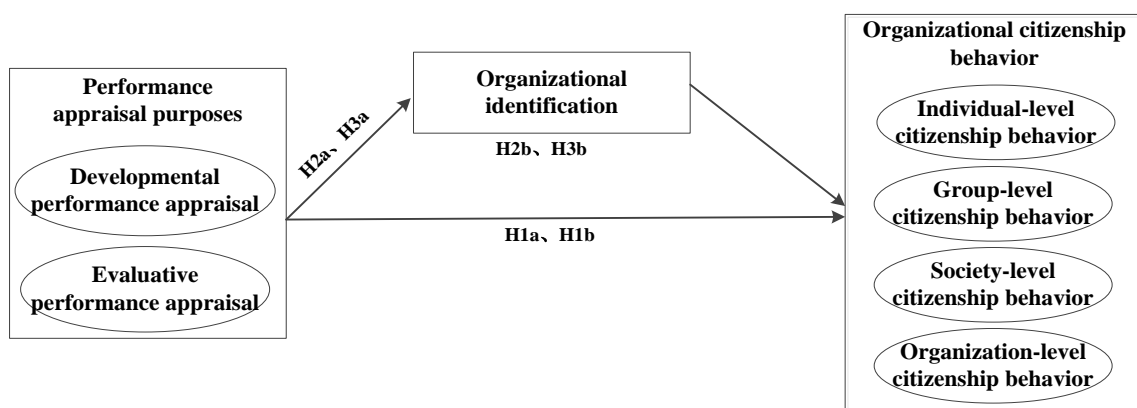 Performance
appraisal purposes
Developmental
performance appraisal
Evaluative
performance appraisal
H2a、H3a
Organizational
identification
H2b、H3b
H1a、H1b
Organizational citizenship
behavior
Individual-level
citizenship behavior
Group-level
citizenship behavior
Society-level
citizenship behavior
Organization-level
citizenship behavior